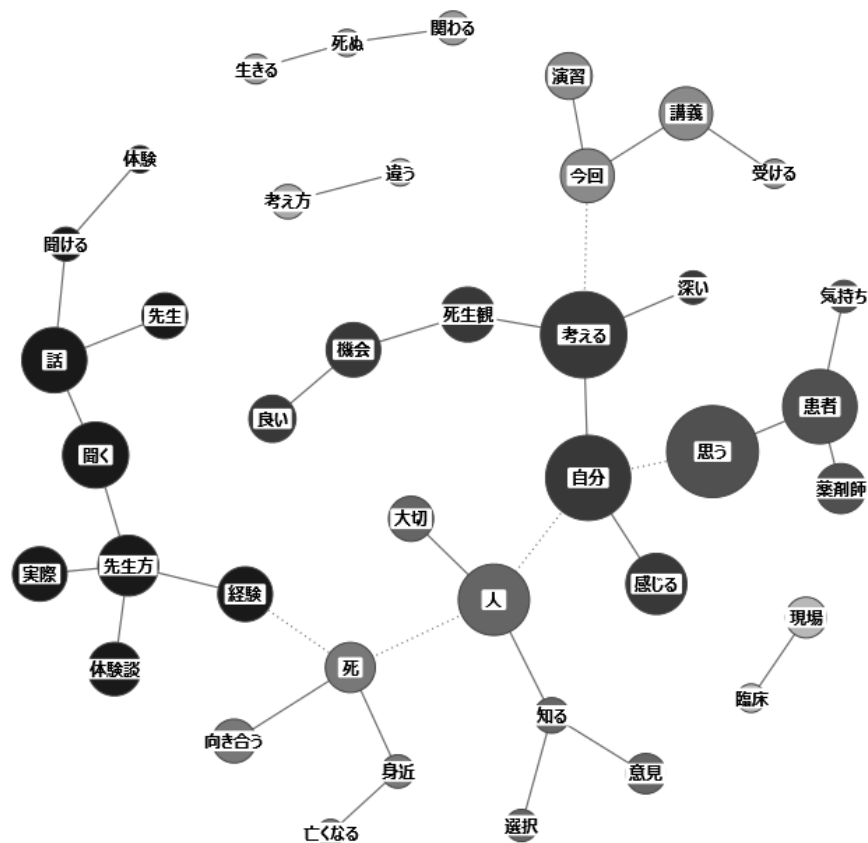 関わる
死ぬ
生きる
演習
講義
体験
違う
受ける
今回
考え方
聞ける
深い
気持ち
先生
死生観
考える
機会
話
患者
良い
思う
聞く
自分
薬剤師
大切
先生方
実際
感じる
経験
人
現場
死
体験談
臨床
知る
向き合う
身近
意見
選択
亡くなる